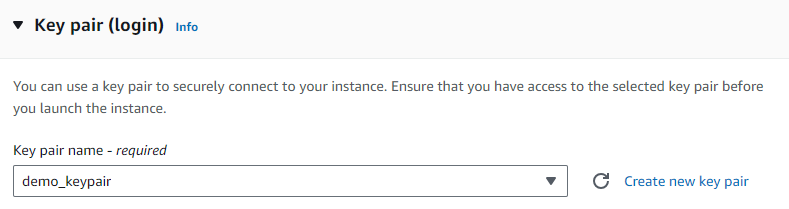 Key pair (login) Info
You can use a key pair to securely connect to your instance. Ensure that you have access to the selected key pair before
you launch the instance.
Key pair name - required
demo_keypair Create new key pair